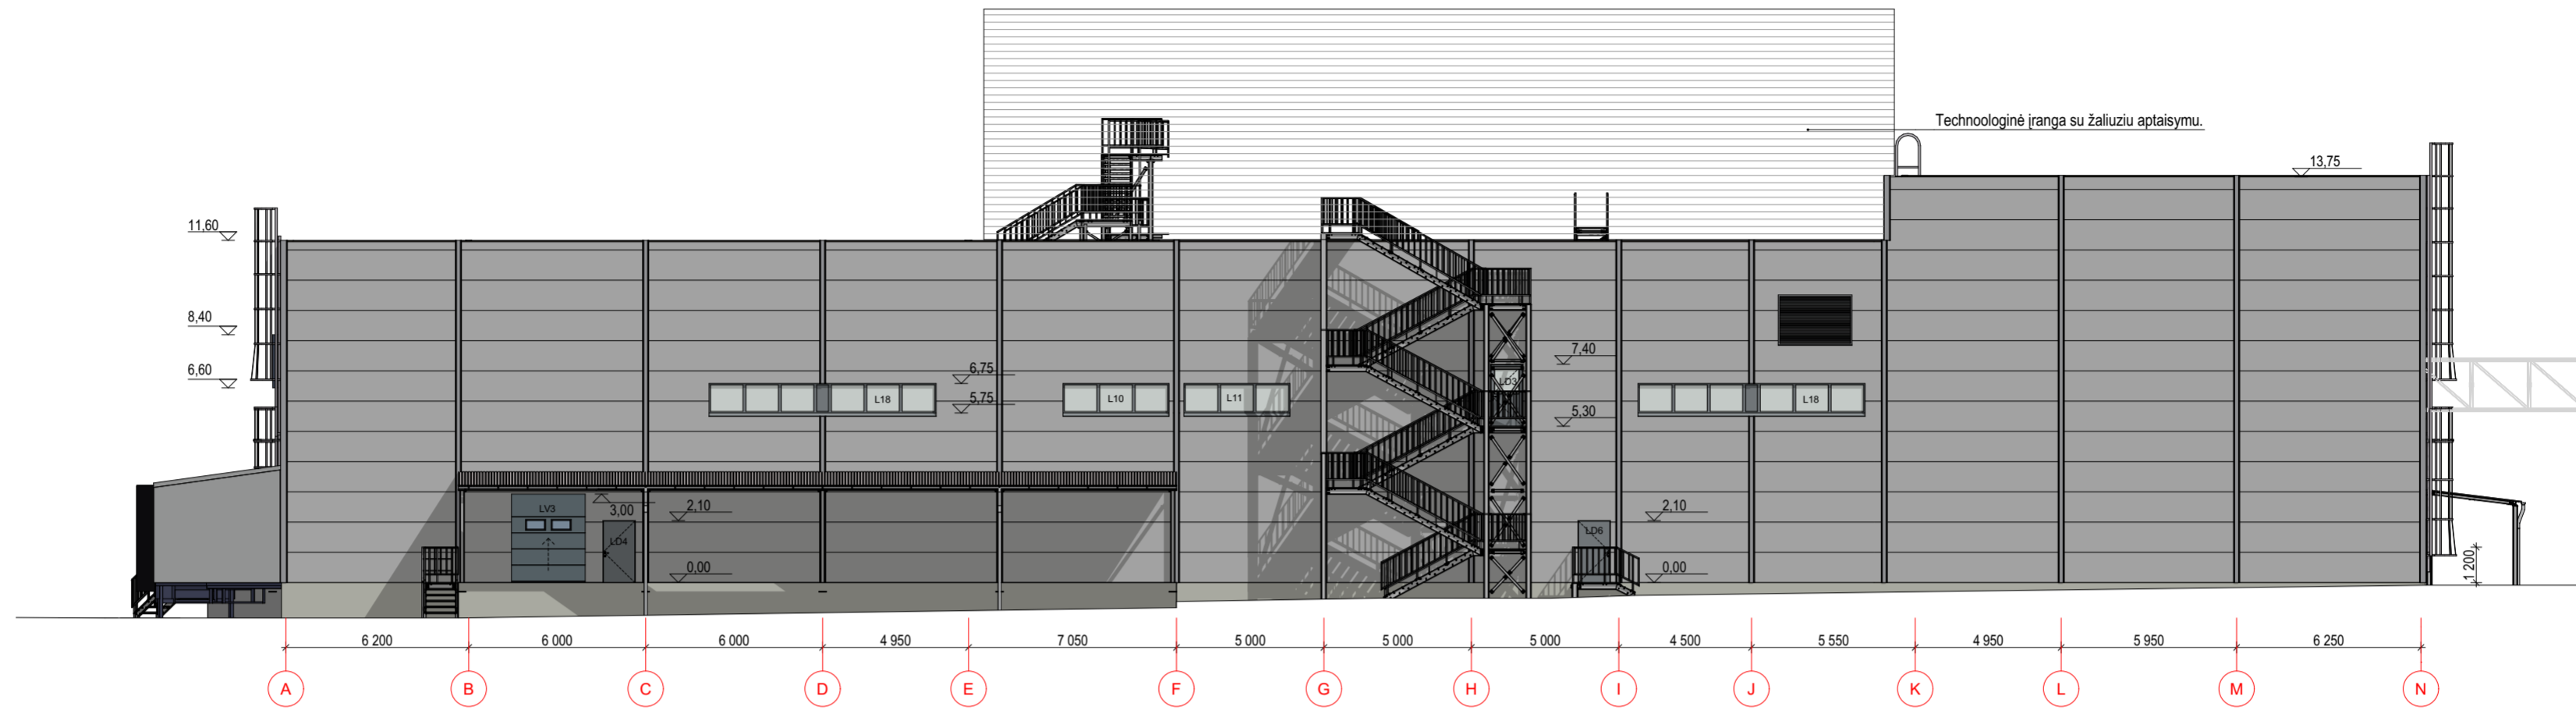 Technoologinė įranga su žaliuziu aptaisymu.
13,75
11,60
8,40
6,60
7,40
6,75
5,75
5,30
L18
L10
L11
LD3
L18
LV3
3,00
2,10
LD4
0,00
2,10
LD6
0,00
1 200
6 200 6 000 6 000 4 950 7 050 5 000 5 000 5 000 4 500 5 550 4 950 5 950 6 250
A B C D E F G H I J K L M N